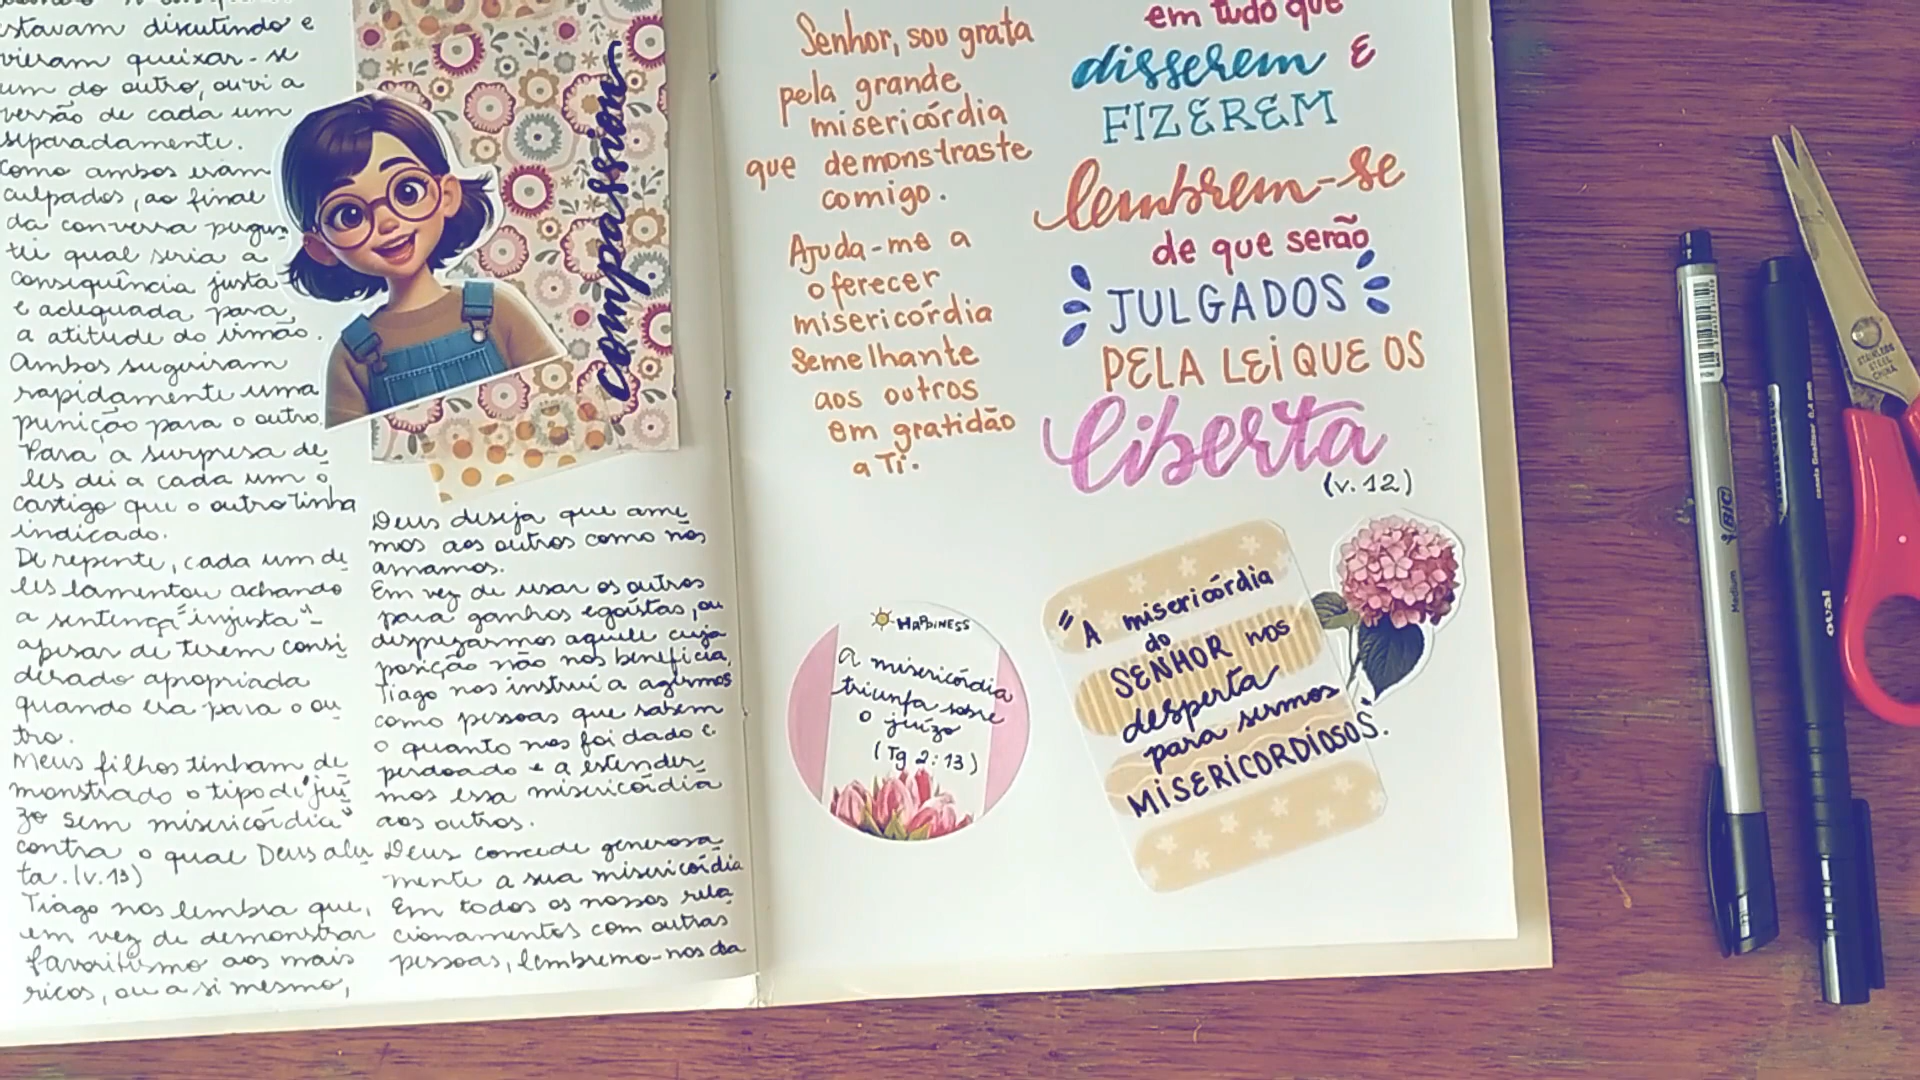 estavam discutindo e
vieram queixar-se
um do outro, ouvi a
versão de cada um
separadamente.
Como ambos eram
culpados, ao final
da conversa pergun
tei qual seria a
consequência justa
e adequada para
a atitude do irmão.
Ambos sugeriram
rapidamente uma
punição para o outro.
Para a surpresa de
les dei a cada um o
castigo que o outro tinha
indicado.
De repente, cada um de
les lamentou achando
a sentença "injusta" -
apesar de terem consi
derado apropriada
quando era para o ou
tro.
Meus filhos tinham de
monstrado o tipo de "juí
zo sem misericórdia"
contra o qual Deus aler
ta. (v. 13)
Tiago nos lembra que,
em vez de demonstrar
favoritismo aos mais
ricos, ou a si mesmo,
compassion
Deus deseja que ame
mos aos outros como nos
amamos.
Em vez de usar os outros
para ganhos egoístas, ou
desprezarmos aquele cuja
posição não nos beneficia,
Tiago nos instrui a agirmos
como pessoas que sabem
o quanto nos foi dado e
perdoado e a estender
mos essa misericórdia
aos outros.
Deus concede generosa
mente a sua misericórdia
Em todos os nossos rela
cionamentos com outras
pessoas, lembremo-nos da
Senhor, sou grata
pela grande
misericórdia
que demonstraste
comigo.
Ajuda-me a
oferecer
misericórdia
semelhante
aos outros
em gratidão
a Ti.
em tudo que
disserem e
FIZEREM
lembrem-se
de que serão
JULGADOS
PELA LEI QUE OS
liberta
(v. 12)
HAPPINESS
A misericórdia
triunfa sobre
o juízo
(Tg 2:13)
"A misericórdia
do
SENHOR nos
desperta
para sermos
MISERICORDIOSOS".
BIC
Medium
oval
STAINLESS
STEEL
CHINA